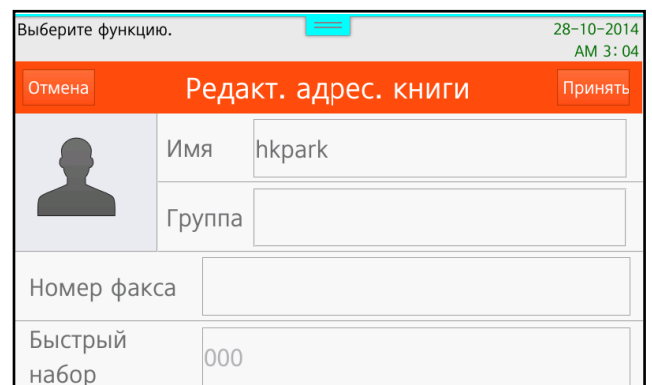 Выберите функцию.
28-10-2014
AM 3:04
Отмена
Редакт. адрес. книги
Принять
Имя
hkpark
Группа
Номер факса
Быстрый
набор
000